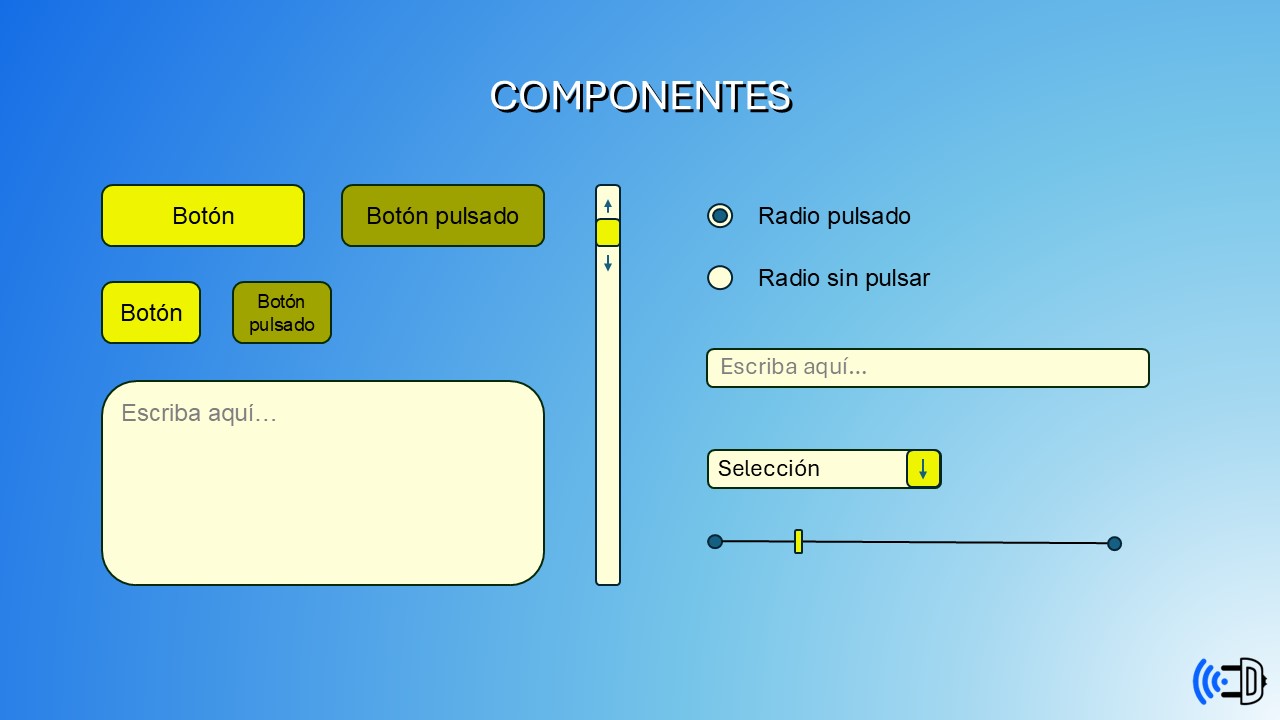 COMPONENTES
Botón
Botón pulsado
Botón
Botón
pulsado
Escriba aquí…
Radio pulsado
Radio sin pulsar
Escriba aquí...
Selección